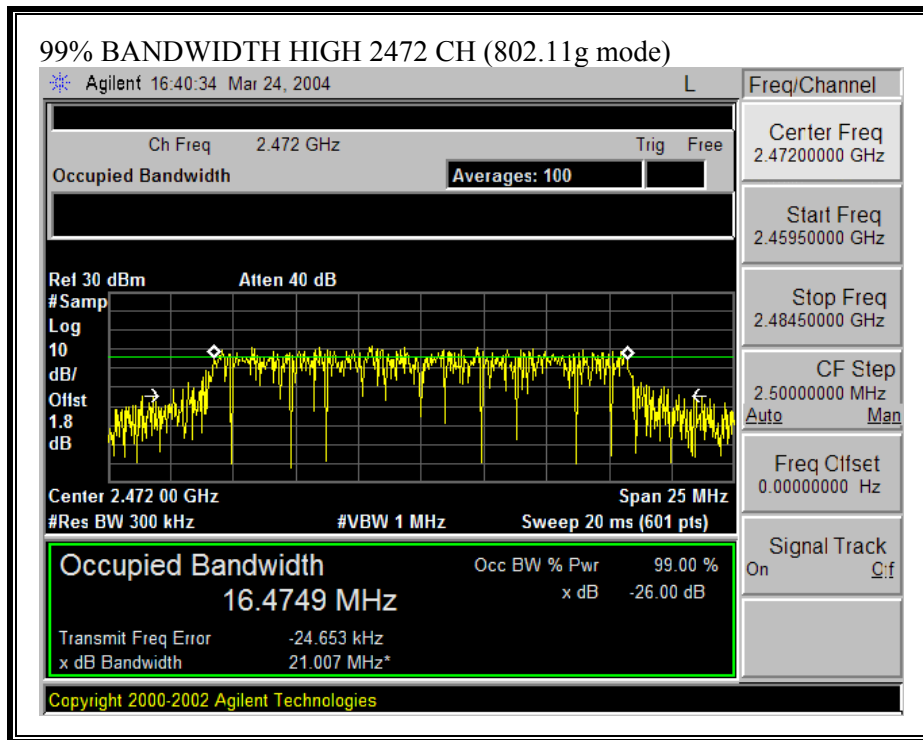 99% BANDWIDTH HIGH 2472 CH (802.11g mode)
Agilent 16:40:34 Mar 24, 2004 L
Freq/Channel
Ch Freq 2.472 GHz Trig Free
Occupied Bandwidth Averages: 100
Center Freq
2.47200000 GHz
Start Freq
2.45950000 GHz
Stop Freq
2.48450000 GHz
CF Step
2.50000000 MHz
Auto Man
Freq Offset
0.00000000 Hz
Signal Track
On Off
Ref 30 dBm Atten 40 dB
#Samp
Log
10
dB/
Offst
1.8
dB
Center 2.472 00 GHz Span 25 MHz
#Res BW 300 kHz #VBW 1 MHz Sweep 20 ms (601 pts)
Occupied Bandwidth Occ BW % Pwr 99.00 %
16.4749 MHz x dB -26.00 dB
Transmit Freq Error -24.653 kHz
x dB Bandwidth 21.007 MHz*
Copyright 2000-2002 Agilent Technologies